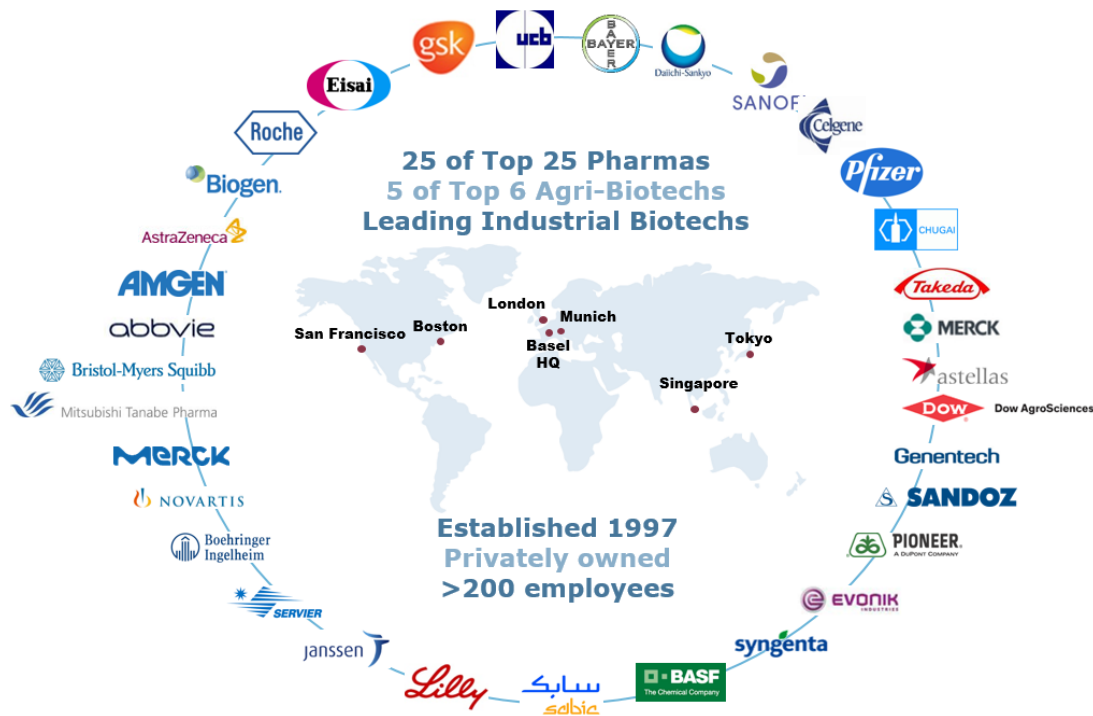 gsk
ucb
BAYER
BAYER
Daiichi-Sankyo
SANOF
Celgene
Eisai
Roche
Biogen.
AstraZeneca
AMGEN
abbvie
Bristol-Myers Squibb
Mitsubishi Tanabe Pharma
MERCK
NOVARTIS
Boehringer
Ingelheim
SERVIER
janssen
Lilly
سابك
sabic
BASF
The Chemical Company
syngenta
EVONIK
INDUSTRIES
PIONEER®
A DUPONT COMPANY
S SANDOZ
Genentech
DOW Dow AgroSciences
astellas
MERCK
Takeda
CHUGAI
Pfizer
25 of Top 25 Pharmas
5 of Top 6 Agri-Biotechs
Leading Industrial Biotechs
London
Munich
San Francisco
Boston
Basel
HQ
Tokyo
Singapore
Established 1997
Privately owned
>200 employees